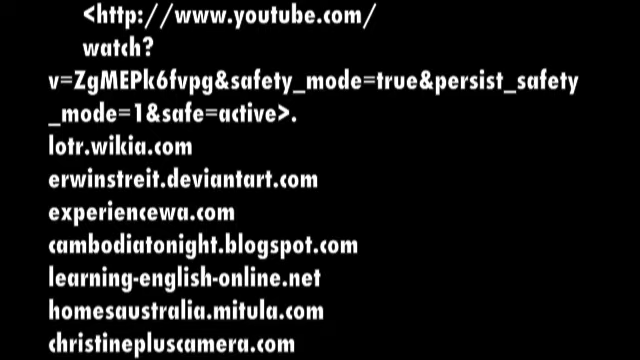 <http://www.youtube.com/
watch?
v=ZgMEPk6fvpg&safety_mode=true&persist_safety
_mode=1&safe=active>.
lotr.wikia.com
erwinstreit.deviantart.com
experiencewa.com
cambodiatonight.blogspot.com
learning-english-online.net
homesaustralia.mitula.com
christinepluscamera.com